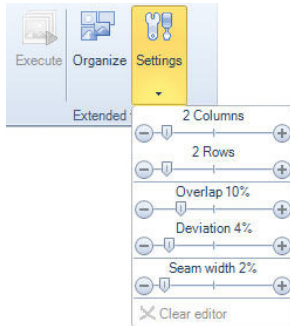 Execute Organize Settings
Extended
2 Columns
2 Rows
Overlap 10%
Deviation 4%
Seam width 2%
Clear editor